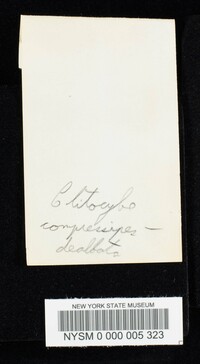 Clitocybe
compressipes –
dealbata
NEW YORK STATE MUSEUM
NYSM 0 000 005 323